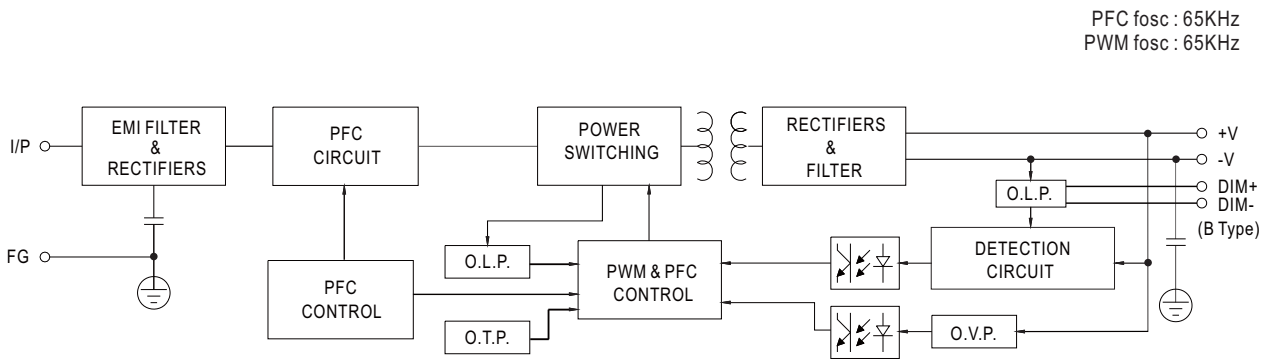 PFC fosc : 65KHz
PWM fosc : 65KHz
I/P
EMI FILTER
&
RECTIFIERS
PFC
CIRCUIT
POWER
SWITCHING
RECTIFIERS
&
FILTER
+V
-V
O.L.P.
DIM+
DIM-
(B Type)
FG
PFC
CONTROL
O.L.P.
O.T.P.
PWM & PFC
CONTROL
DETECTION
CIRCUIT
O.V.P.